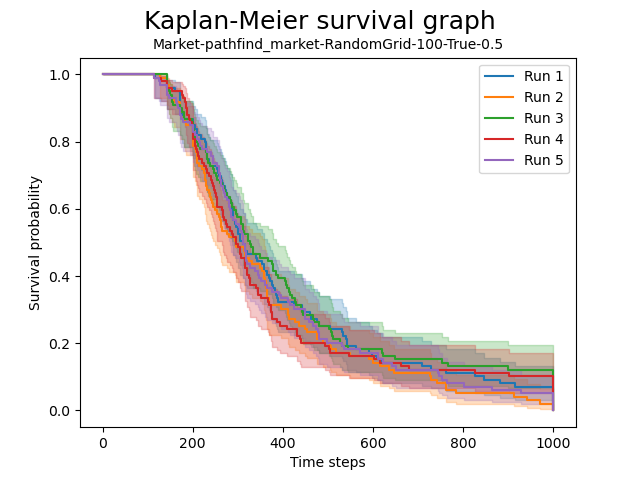 Kaplan-Meier survival graph
Market-pathfind_market-RandomGrid-100-True-0.5
Survival probability
1.0
0.8
0.6
0.4
0.2
0.0
Run 1
Run 2
Run 3
Run 4
Run 5
0 200 400 600 800 1000
Time steps